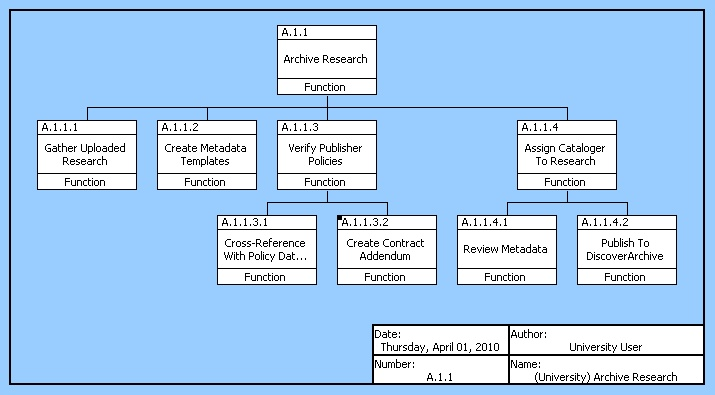 A.1.1
Archive Research
Function
A.1.1.1
Gather Uploaded
Research
Function
A.1.1.2
Create Metadata
Templates
Function
A.1.1.3
Verify Publisher
Policies
Function
A.1.1.4
Assign Cataloger
To Research
Function
A.1.1.3.1
Cross-Reference
With Policy Dat...
Function
A.1.1.3.2
Create Contract
Addendum
Function
A.1.1.4.1
Review Metadata
Function
A.1.1.4.2
Publish To
DiscoverArchive
Function
Date:
Thursday, April 01, 2010
Author:
University User
Number:
A.1.1
Name:
(University) Archive Research